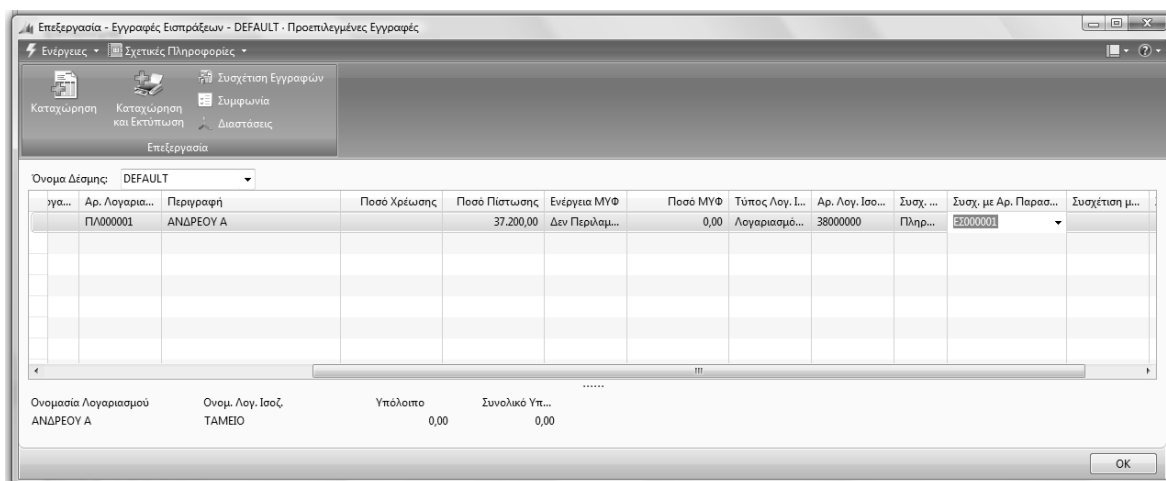 Επεξεργασία - Εγγραφές Εισπράξεων - DEFAULT · Προεπιλεγμένες Εγγραφές
Ενέργειες Σχετικές Πληροφορίες
Καταχώρηση
Καταχώρηση και Εκτύπωση
Συσχέτιση Εγγραφών
Συμφωνία
Διαστάσεις
Επεξεργασία
Όνομα Δέσμης: DEFAULT
ογα... Αρ. Λογαρια... Περιγραφή Ποσό Χρέωσης Ποσό Πίστωσης Ενέργεια ΜΥΦ Ποσό ΜΥΦ Τύπος Λογ. Ι... Αρ. Λογ. Ισο... Συσχ. ... Συσχ. με Αρ. Παρασ... Συσχέτιση μ...
ΠΛ000001 ΑΝΔΡΕΟΥ Α 37.200,00 Δεν Περιλαμ... 0,00 Λογαριασμό... 38000000 Πληρ... ΕΣ000001
Ονομασία Λογαριασμού Ονομ. Λογ. Ισοζ. Υπόλοιπο Συνολικό Υπ...
ΑΝΔΡΕΟΥ Α ΤΑΜΕΙΟ 0,00 0,00
OK